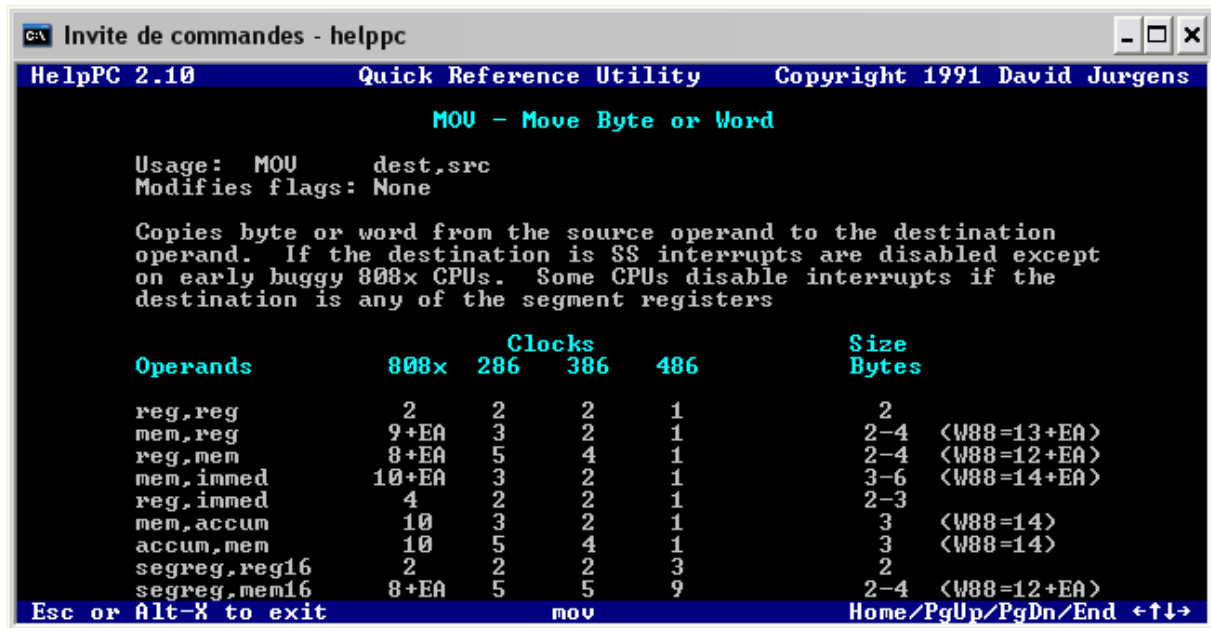 Invite de commandes - helppc
HelpPC 2.10 Quick Reference Utility Copyright 1991 David Jurgens
MOV - Move Byte or Word
Usage: MOV dest,src
Modifies flags: None
Copies byte or word from the source operand to the destination
operand. If the destination is SS interrupts are disabled except
on early buggy 808x CPUs. Some CPUs disable interrupts if the
destination is any of the segment registers
Clocks Size
Operands 808x 286 386 486 Bytes
reg,reg 2 2 2 1 2
mem,reg 9+EA 3 2 1 2-4 (W88=13+EA)
reg,mem 8+EA 5 4 1 2-4 (W88=12+EA)
mem,immed 10+EA 3 2 1 3-6 (W88=14+EA)
reg,immed 4 2 2 1 2-3
mem,accum 10 3 2 1 3 (W88=14)
accum,mem 10 5 4 1 3 (W88=14)
segreg,reg16 2 2 2 3 2
segreg,mem16 8+EA 5 5 9 2-4 (W88=12+EA)
Esc or Alt-X to exit mov Home/PgUp/PgDn/End ←↑↓→